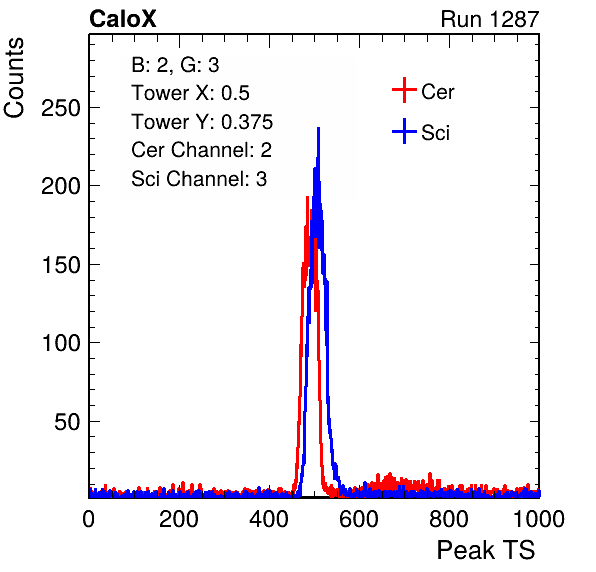 CaloX Run 1287
Counts
B: 2, G: 3
Tower X: 0.5
Tower Y: 0.375
Cer Channel: 2
Sci Channel: 3
Cer
Sci
250
200
150
100
50
0 200 400 600 800 1000
Peak TS